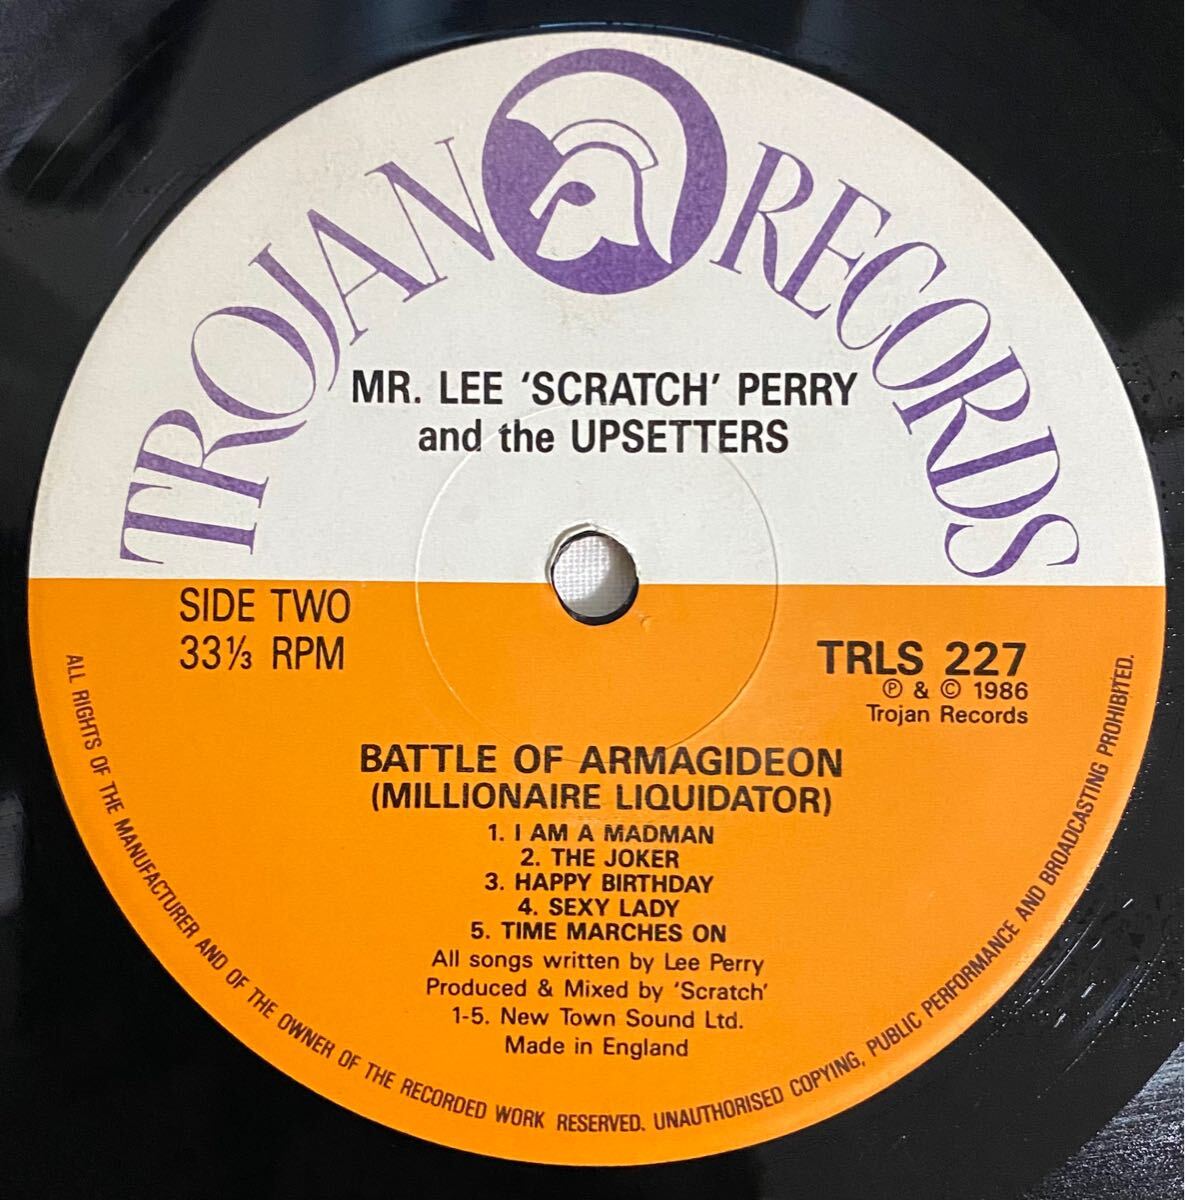 TROJAN RECORDS
MR. LEE ‘SCRATCH’ PERRY
and the UPSETTERS
SIDE TWO
33⅓ RPM
TRLS 227
℗ & © 1986
Trojan Records
BATTLE OF ARMAGIDEON
(MILLIONAIRE LIQUIDATOR)
1. I AM A MADMAN
2. THE JOKER
3. HAPPY BIRTHDAY
4. SEXY LADY
5. TIME MARCHES ON
All songs written by Lee Perry
Produced & Mixed by ‘Scratch’
1-5. New Town Sound Ltd.
Made in England
ALL RIGHTS OF THE MANUFACTURER AND OF THE OWNER OF THE RECORDED WORK RESERVED. UNAUTHORISED COPYING, PUBLIC PERFORMANCE AND BROADCASTING PROHIBITED.